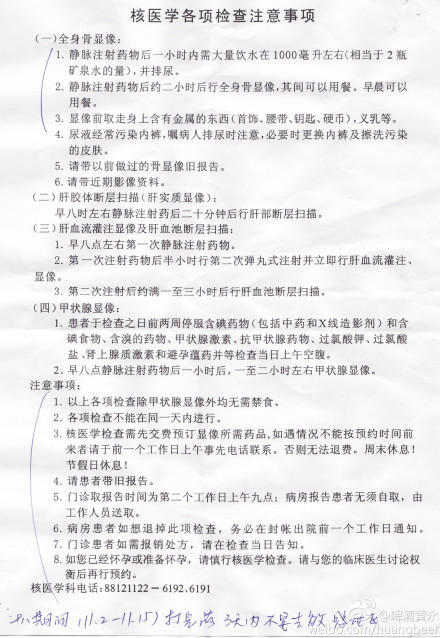 核医学各项检查注意事项
(一)全身骨显像:
1. 静脉注射药物后一小时内需大量饮水在1000毫升左右(相当于2瓶
矿泉水的量),并排尿。
2. 静脉注射药物后约二小时后行全身骨显像,其间可以用餐。早晨可以
用餐。
3. 显像前取走身上含有金属的东西(首饰、腰带、钥匙、硬币),义乳等。
4. 尿液经常污染内裤,嘱病人排尿时注意,必要时更换内裤及擦洗污染
的皮肤。
5. 请带以前做过的骨显像旧报告。
6. 请带近期影像资料。
(二)肝胶体断层扫描(肝实质显像):
早八时左右静脉注射药后二十分钟后行肝部断层扫描。
(三)肝血流灌注显像及肝血池断层扫描:
1. 早八点左右第一次静脉注射药物。
2. 第一次注射药物后半小时行第二次弹丸式注射并立即行肝血流灌注、
显像。
3. 第二次注射后约满一至三小时后行肝血池断层扫描。
(四)甲状腺显像:
1. 患者于检查之日前两周停服含碘药物(包括中药和X线造影剂)和含
碘食物、含溴的药物、甲状腺激素、抗甲状腺药物、过氯酸钾、过氯酸
盐、肾上腺质激素和避孕蕴药并等检查当日上午空腹。
2. 早八点静脉注射药物后一小时后,一至二小时左右甲状腺显像。
注意事项:
1. 以上各项检查除甲状腺显像外均无需禁食。
2. 各项检查不能在同一天内进行。
3. 核医学检查需先交费预订显像所需药品,如遇情况不能按预约时间前
来者请于前一个工作日上午事先电话联系。否则无法退费。周末休息!
节假日休息!
4. 请患者带旧报告。
5. 门诊取报告时间为第二个工作日上午九点;病房报告患者无须自取,由
工作人员送取。
6. 病房患者如想退掉此项检查,务必在封帐出院前一个工作日通知。
7. 门诊患者如需报销处方,请在检查当日告知。
8. 如您已经怀孕或准备怀孕,请慎行核医学检查。请与您的临床医生讨论权
衡后再行预约。
核医学科电话:88121122-6192、6191
期间(11.2-11.15) 3天内不要去
@啤酒黄永
weibo.com/huangbeer